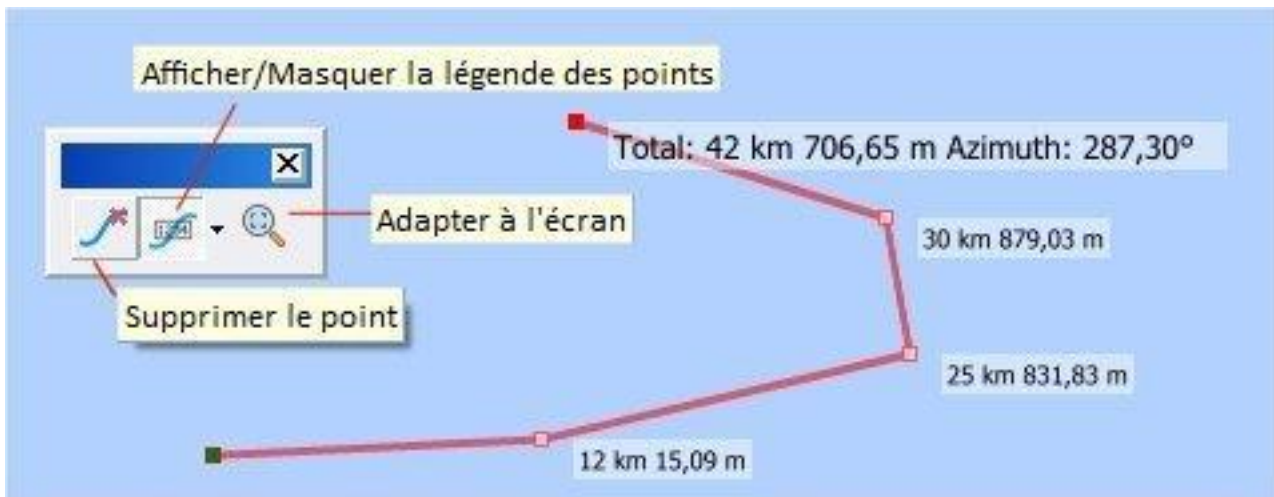 Afficher/Masquer la légende des points
Total: 42 km 706,65 m Azimuth: 287,30º
Adapter à l'écran
30 km 879,03 m
Supprimer le point
25 km 831,83 m
12 km 15,09 m